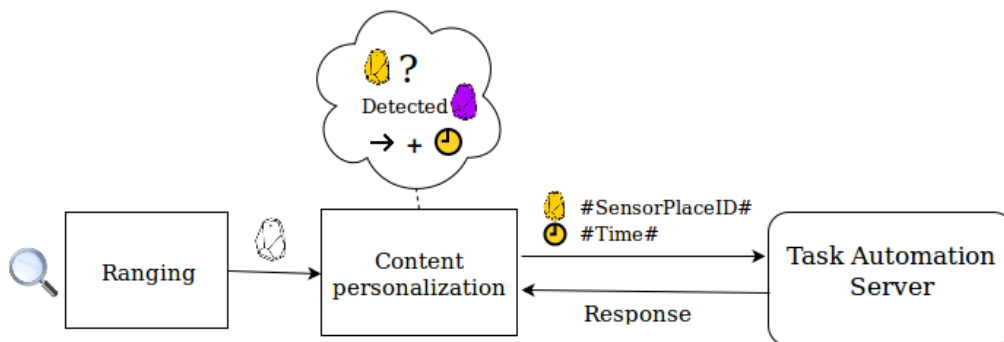 ?
Detected
→ +
#SensorPlaceID#
#Time#
Ranging
Content
personalization
Task Automation
Server
Response